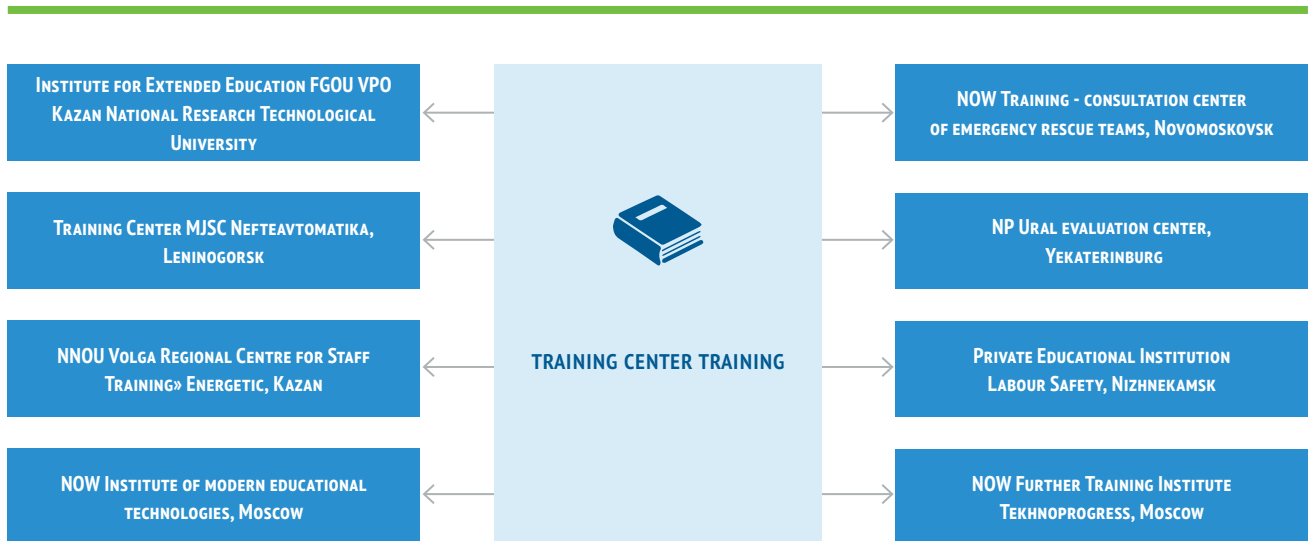 Institute for Extended Education FGOU VPO
Kazan National Research Technological
University
Training Center MJSC Nefteavtomatika,
Leninogorsk
NNOU Volga Regional Centre for Staff
Training» Energetic, Kazan
NOW Institute of modern educational
technologies, Moscow
TRAINING CENTER TRAINING
NOW Training - consultation center
of emergency rescue teams, Novomoskovsk
NP Ural evaluation center,
Yekaterinburg
Private Educational Institution
Labour Safety, Nizhnekamsk
NOW Further Training Institute
Tekhnoprogress, Moscow